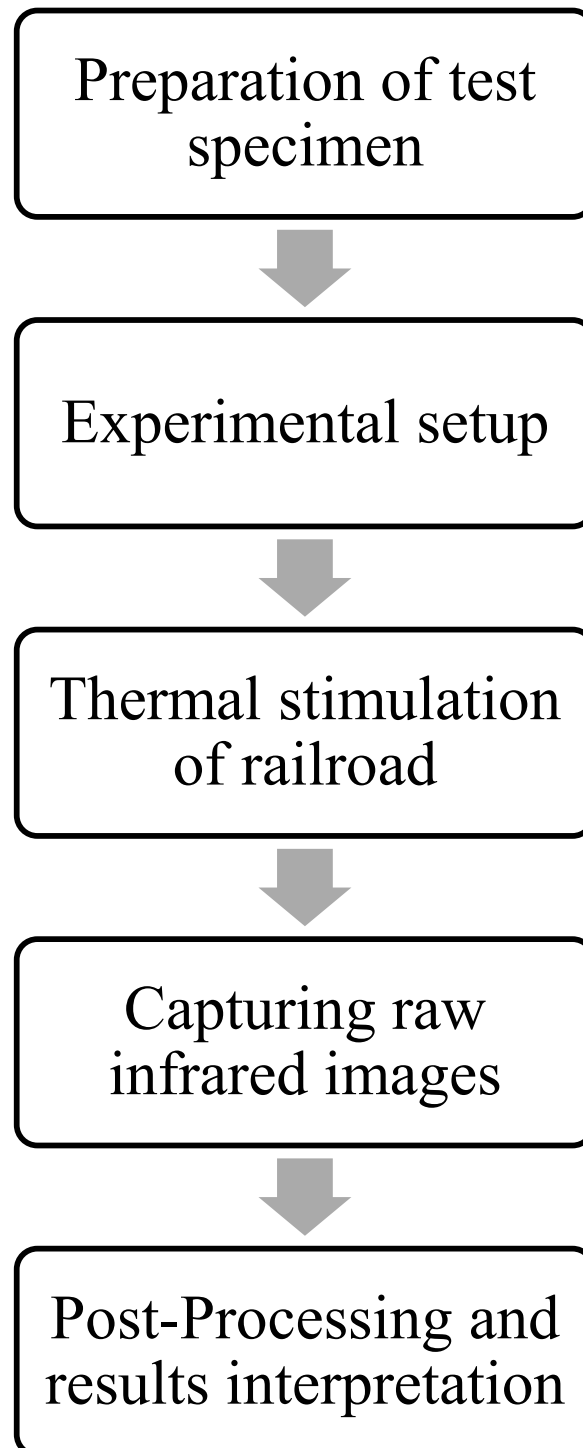 Preparation of test
specimen
Experimental setup
Thermal stimulation
of railroad
Capturing raw
infrared images
Post-Processing and
results interpretation